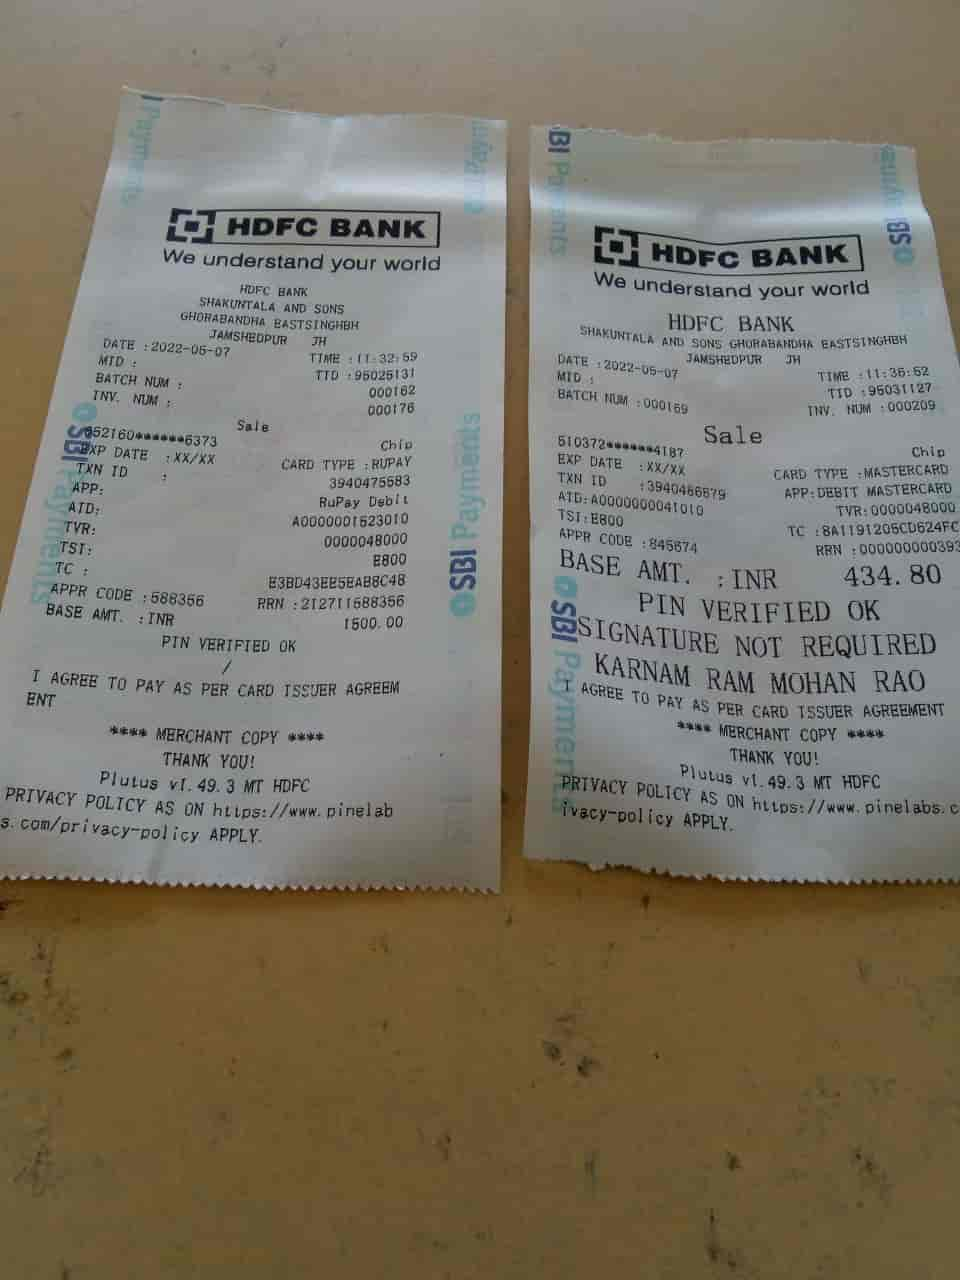 HDFC BANK
We understand your world
HDFC BANK
SHAKUNTALA AND SONS
GHORABANDHA EASTSINGHBH
JAMSHEDPUR JH
DATE :2022-05-07 TIME :11:32:59
MID : TID :95025131
BATCH NUM : 000162
INV. NUM : 000176
Sale
652160******6373 Chip
EXP DATE :XX/XX CARD TYPE :RUPAY
TXN ID : 3940475583
APP: RuPay Debit
AID: A0000001523010
TVR: 0000048000
TSI: E800
TC : E3BD43EE5EAB8C48
APPR CODE :588356 RRN :212711588356
BASE AMT. :INR 1500.00
PIN VERIFIED OK
/
I AGREE TO PAY AS PER CARD ISSUER AGREEM
ENT
**** MERCHANT COPY ****
THANK YOU!
Plutus v1.49.3 MT HDFC
PRIVACY POLICY AS ON https://www.pinelab
s.com/privacy-policy APPLY.
SBI Payments
HDFC BANK
We understand your world
HDFC BANK
SHAKUNTALA AND SONS GHORABANDHA EASTSINGHBH
JAMSHEDPUR JH
DATE :2022-05-07 TIME :11:36:52
MID : TID :95031127
BATCH NUM :000169 INV. NUM :000209
Sale
510372******4187 Chip
EXP DATE :XX/XX CARD TYPE :MASTERCARD
TXN ID :3940486679 APP:DEBIT MASTERCARD
AID:A0000000041010 TVR:0000048000
TSI:E800 TC :8A1191205CD624FC
APPR CODE :845674 RRN :000000000393
BASE AMT. :INR 434.80
PIN VERIFIED OK
SIGNATURE NOT REQUIRED
KARNAM RAM MOHAN RAO
I AGREE TO PAY AS PER CARD ISSUER AGREEMENT
**** MERCHANT COPY ****
THANK YOU!
Plutus v1.49.3 MT HDFC
PRIVACY POLICY AS ON https://www.pinelabs.c
ivacy-policy APPLY.
SBI Payments